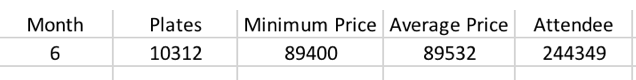 Month Plates Minimum Price Average Price Attendee
6 10312 89400 89532 244349